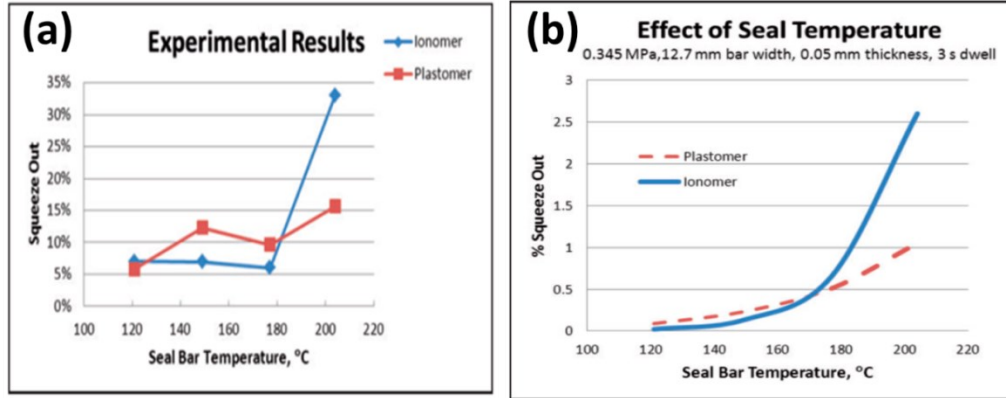 (a)
Experimental Results
Ionomer
Plastomer
35%
30%
25%
20%
15%
10%
5%
0%
Squeeze Out
100 120 140 160 180 200 220
Seal Bar Temperature, ºC
(b)
Effect of Seal Temperature
0.345 MPa,12.7 mm bar width, 0.05 mm thickness, 3 s dwell
3
2.5
2
1.5
1
0.5
0
% Squeeze Out
Plastomer
Ionomer
100 120 140 160 180 200 220
Seal Bar Temperature, ºC